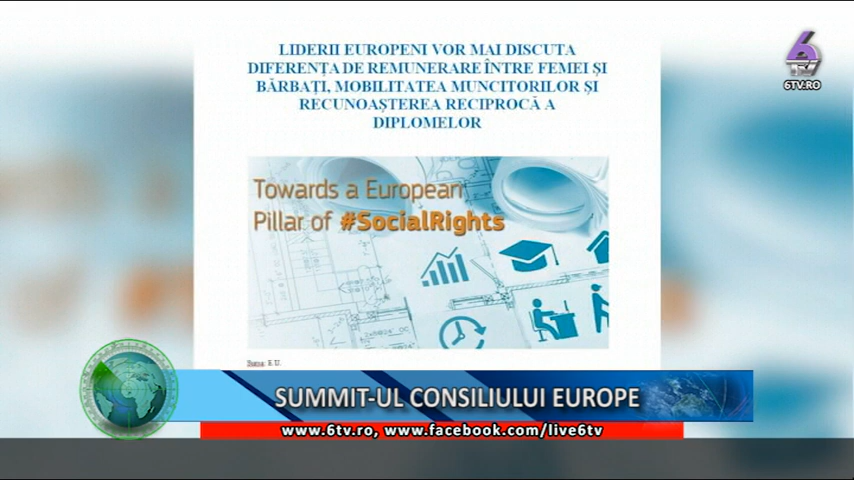 LIDERII EUROPENI VOR MAI DISCUTA
DIFERENȚA DE REMUNERARE ÎNTRE FEMEI ȘI
BĂRBAȚI, MOBILITATEA MUNCITORILOR ȘI
RECUNOAȘTEREA RECIPROCĂ A
DIPLOMELOR
6TV.RO
Towards a European
Pillar of #SocialRights
E.U.
SUMMIT-UL CONSILIULUI EUROPE
www.6tv.ro, www.facebook.com/live6tv